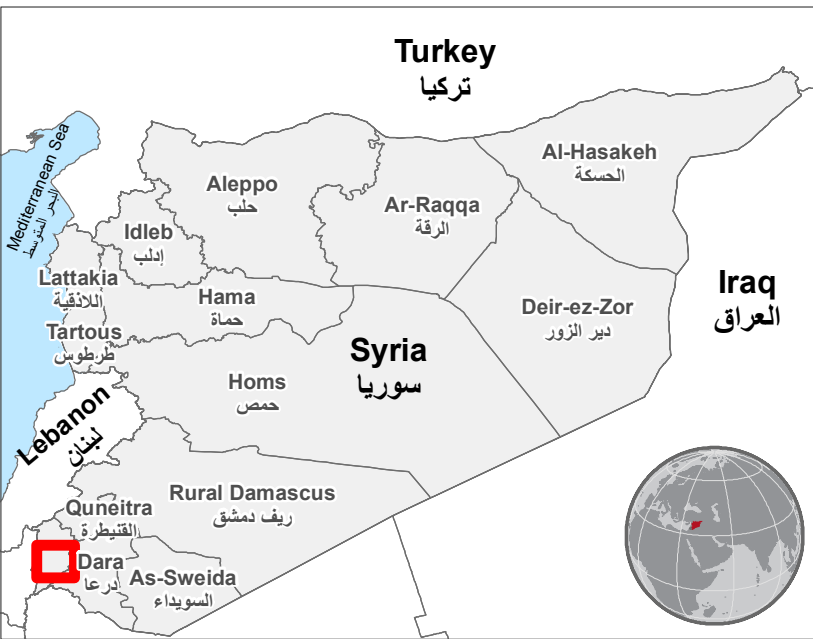 Turkey
تركيا
Mediterranean Sea
البحر المتوسط
Al-Hasakeh
الحسكة
Aleppo
حلب
Ar-Raqqa
الرقة
Idleb
إدلب
Lattakia
اللاذقية
Hama
حماة
Deir-ez-Zor
دير الزور
Iraq
العراق
Tartous
طرطوس
Syria
سوريا
Homs
حمص
Lebanon
لبنان
Rural Damascus
ريف دمشق
Quneitra
القنيطرة
Dara
درعا
As-Sweida
السويداء